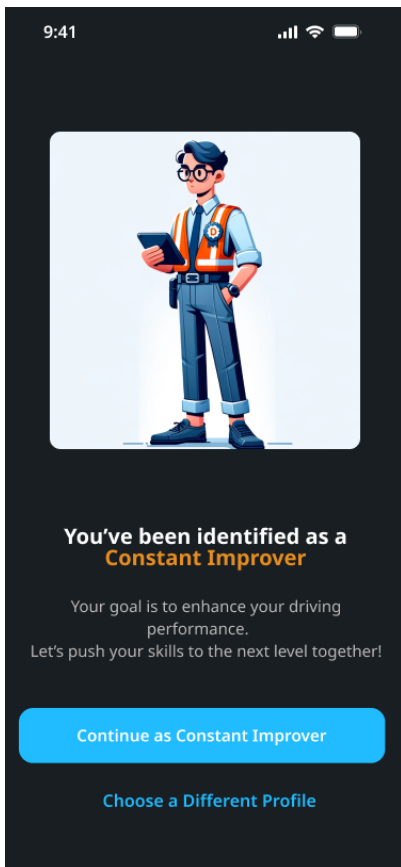 9:41
D
You've been identified as a
Constant Improver
Your goal is to enhance your driving
performance.
Let's push your skills to the next level together!
Continue as Constant Improver
Choose a Different Profile